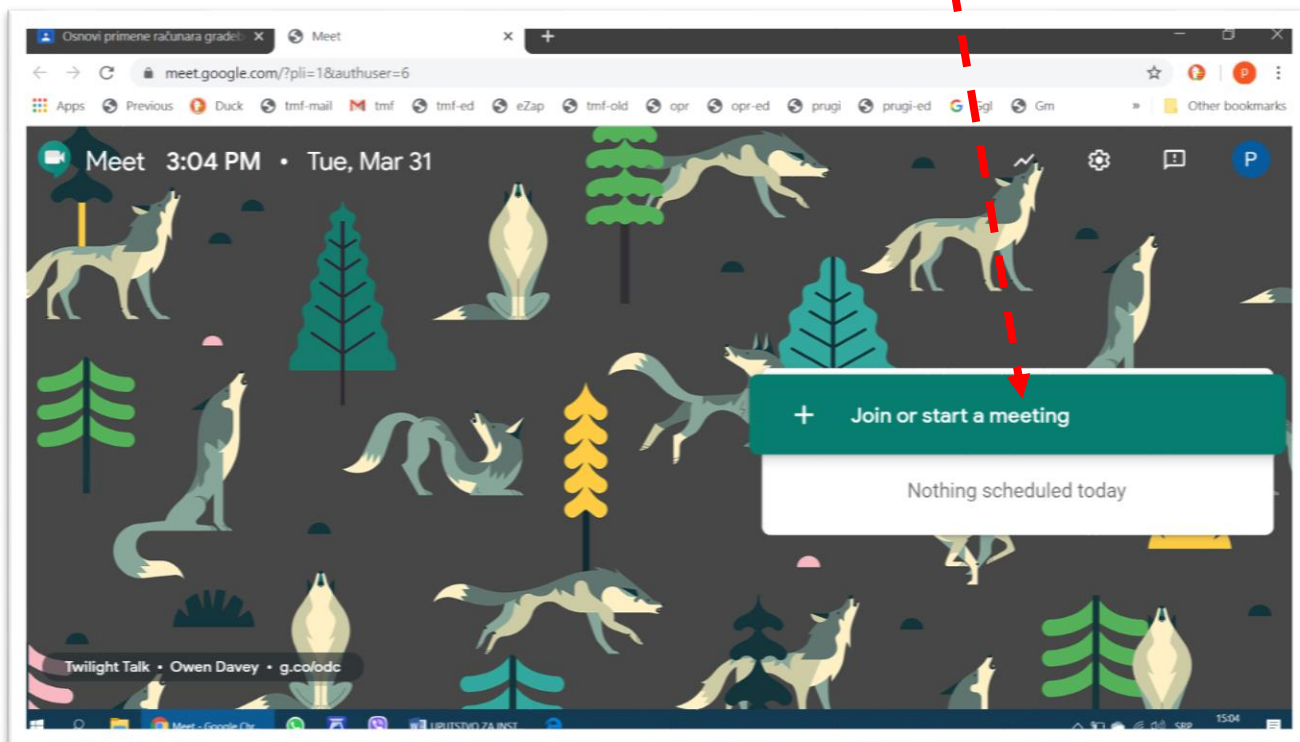 Osnovi primene računara građeb
Meet
meet.google.com/?pli=1&authuser=6
P
Apps Previous Duck tmf-mail tmf tmf-ed eZap tmf-old opr opr-ed prugi prugi-ed Ggl Gm » Other bookmarks
Meet 3:04 PM • Tue, Mar 31
P
+ Join or start a meeting
Nothing scheduled today
Twilight Talk • Owen Davey • g.co/odc
Meet - Google Chr...
UPUTSTVO ZA INST...
SRP
15:04